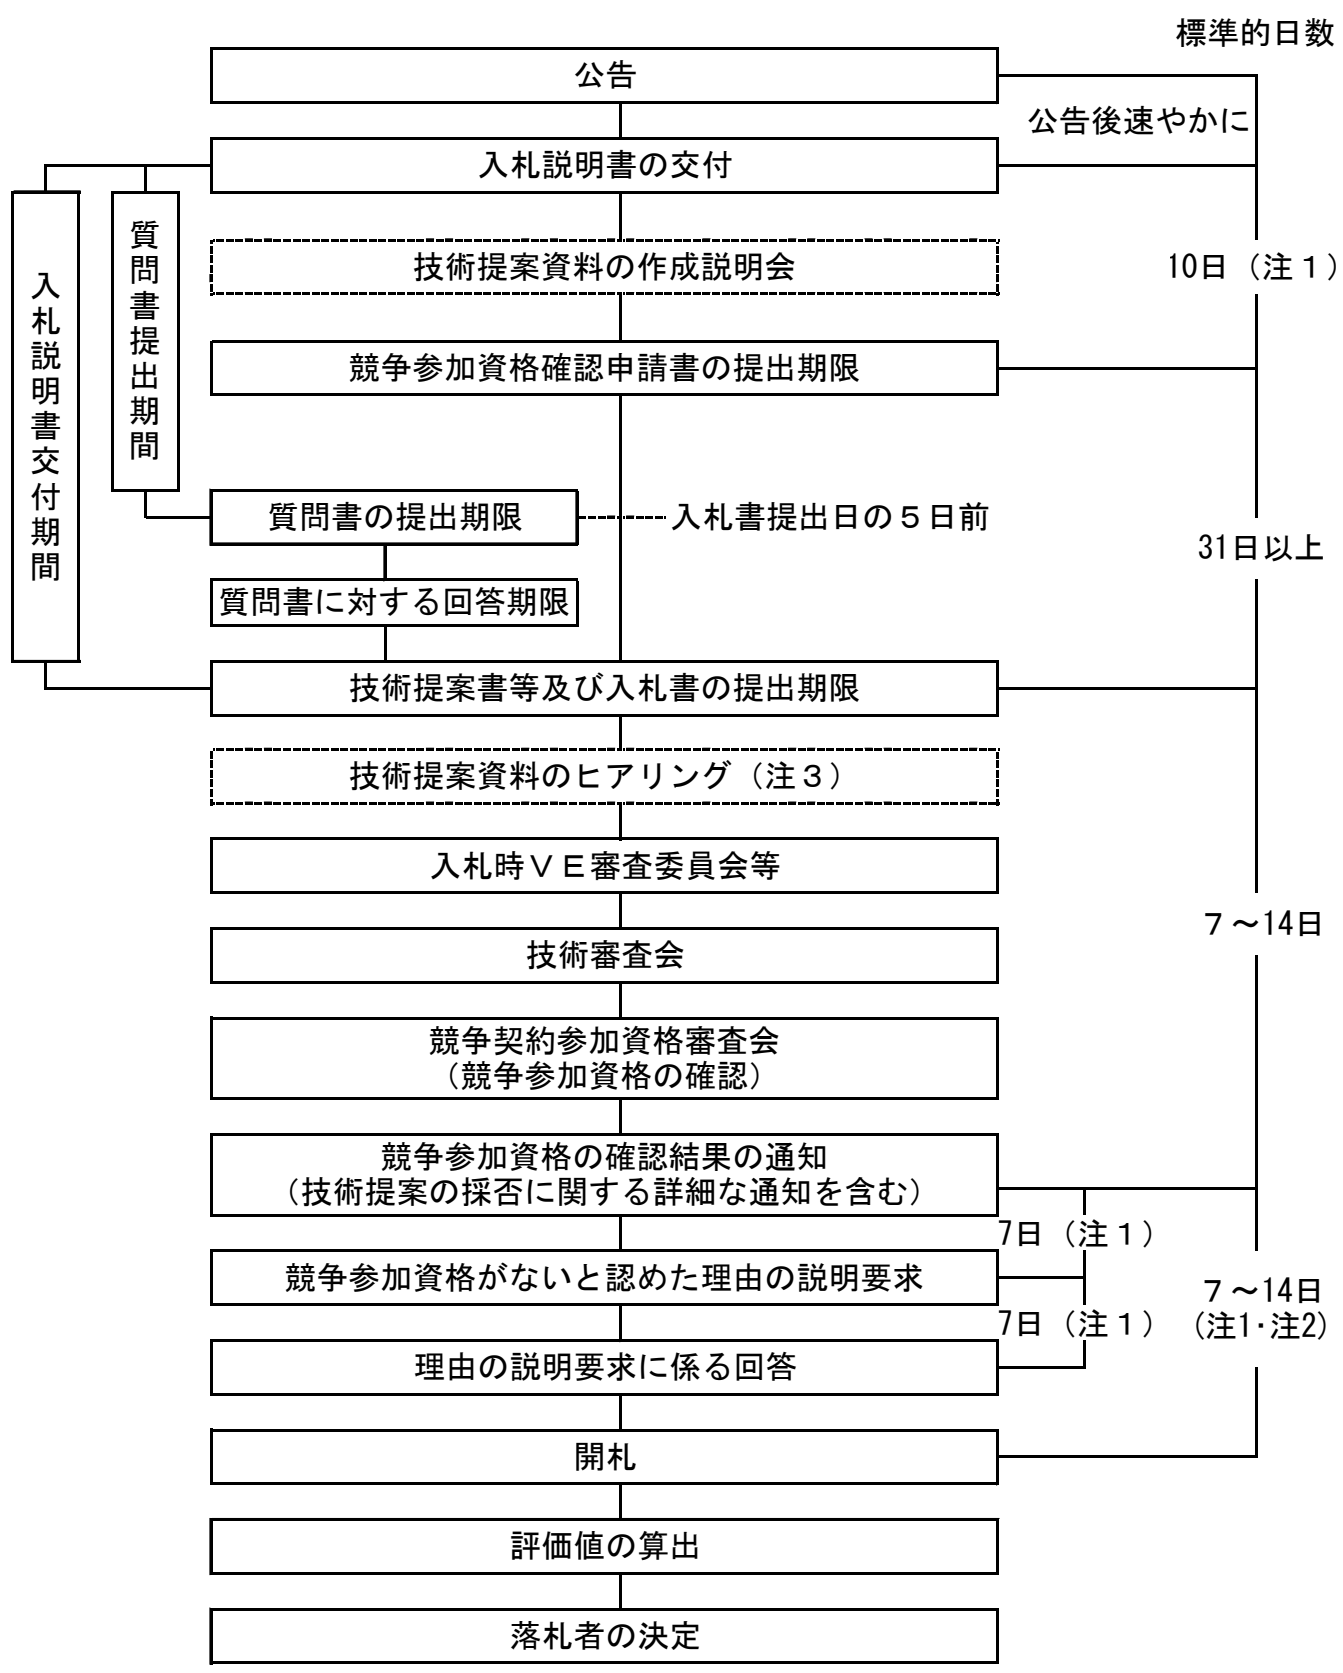 標準的日数
公告
公告後速やかに
入札説明書の交付
質問書提出期間
入札説明書交付期間
技術提案資料の作成説明会
10日（注１）
競争参加資格確認申請書の提出期限
質問書の提出期限
入札書提出日の５日前
31日以上
質問書に対する回答期限
技術提案書等及び入札書の提出期限
技術提案資料のヒアリング（注３）
入札時ＶＥ審査委員会等
７～14日
技術審査会
競争契約参加資格審査会
（競争参加資格の確認）
競争参加資格の確認結果の通知
（技術提案の採否に関する詳細な通知を含む）
7日（注１）
競争参加資格がないと認めた理由の説明要求
７～14日
（注1・注2）
7日（注１）
理由の説明要求に係る回答
開札
評価値の算出
落札者の決定